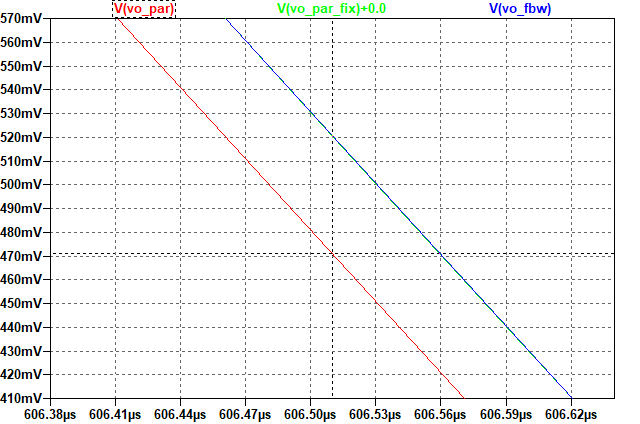 V(vo_par) V(vo_par_fix)+0.0 V(vo_fbw)
570mV
560mV
550mV
540mV
530mV
520mV
510mV
500mV
490mV
480mV
470mV
460mV
450mV
440mV
430mV
420mV
410mV
606.38µs 606.41µs 606.44µs 606.47µs 606.50µs 606.53µs 606.56µs 606.59µs 606.62µs